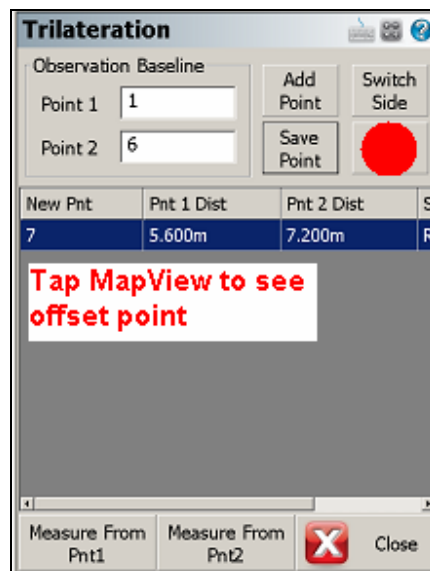 Trilateration
Observation Baseline
Point 1 1
Point 2 6
Add
Point
Switch
Side
Save
Point
New Pnt Pnt 1 Dist Pnt 2 Dist S
7 5.600m 7.200m R
Tap MapView to see
offset point
Measure From
Pnt1
Measure From
Pnt2
Close